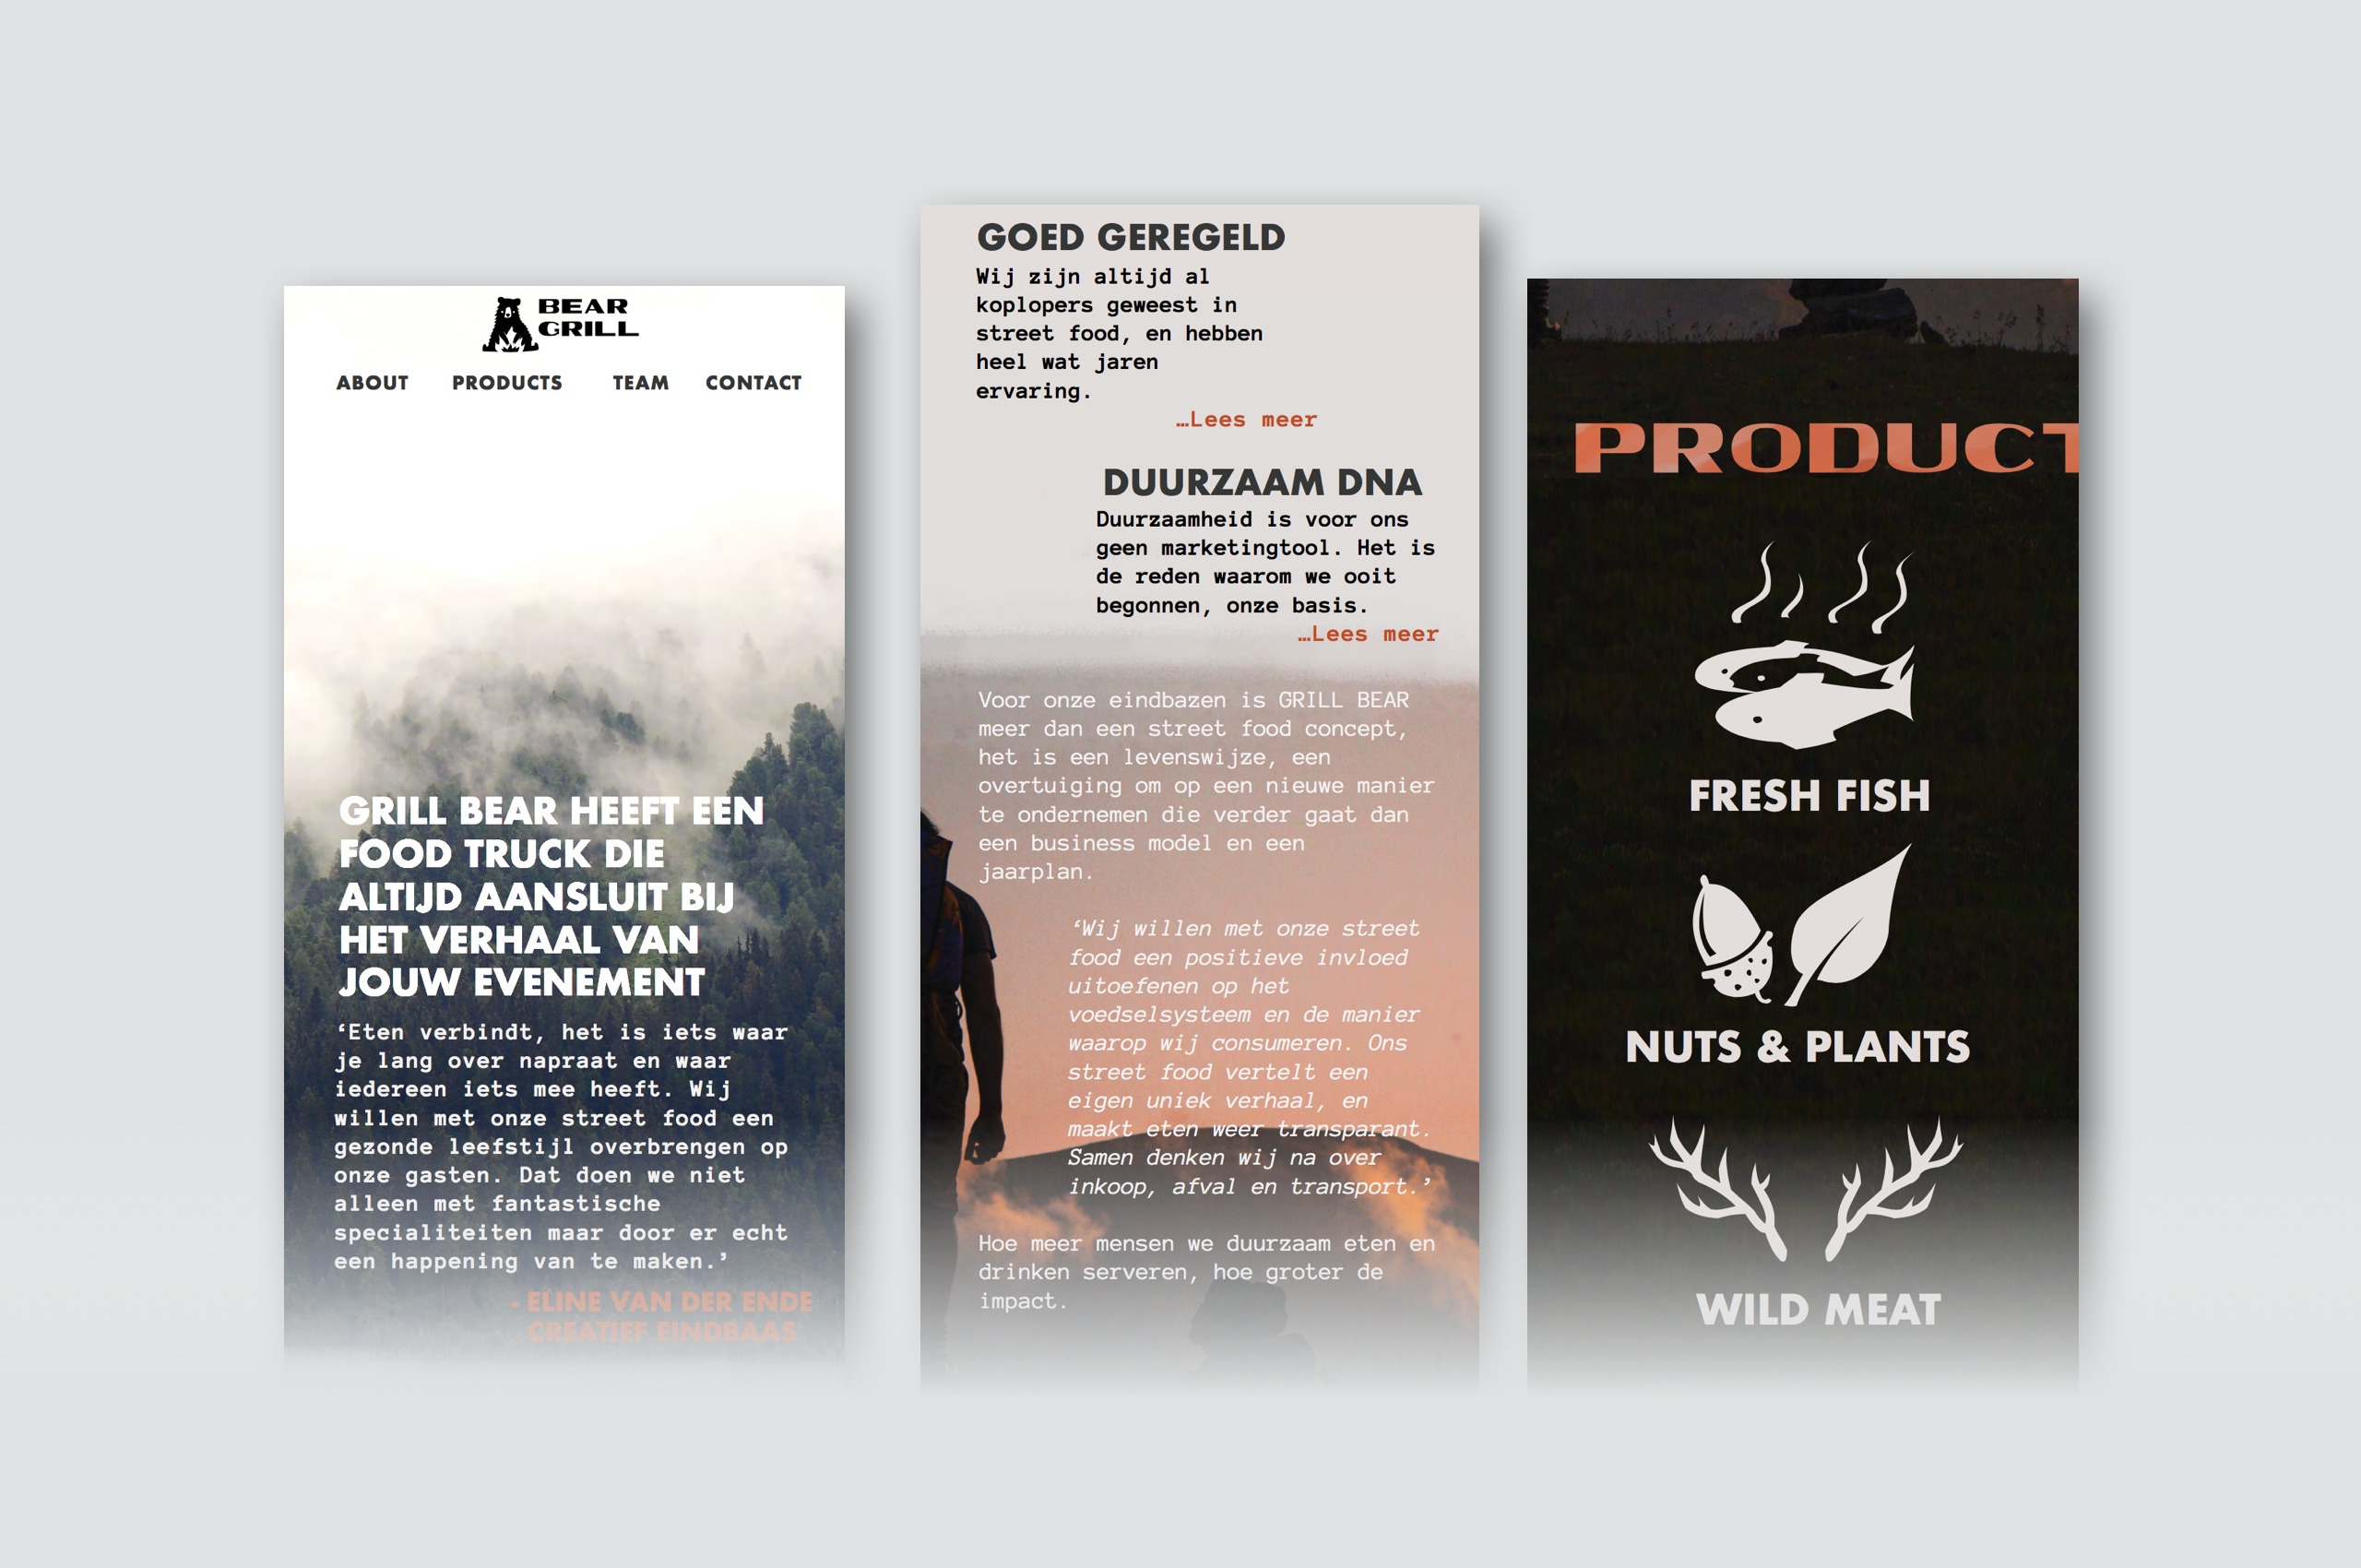 BEAR
GRILL
ABOUT PRODUCTS TEAM CONTACT
GRILL BEAR HEEFT EEN
FOOD TRUCK DIE
ALTIJD AANSLUIT BIJ
HET VERHAAL VAN
JOUW EVENEMENT
‘Eten verbindt, het is iets waar
je lang over napraat en waar
iedereen iets mee heeft. Wij
willen met onze street food een
gezonde leefstijl overbrengen op
onze gasten. Dat doen we niet
alleen met fantastische
specialiteiten maar door er echt
een happening van te maken.’
- ELINE VAN DER ENDE
CREATIEF EINDBAAS
GOED GEREGELD
Wij zijn altijd al
koplopers geweest in
street food, en hebben
heel wat jaren
ervaring.
…Lees meer
DUURZAAM DNA
Duurzaamheid is voor ons
geen marketingtool. Het is
de reden waarom we ooit
begonnen, onze basis.
…Lees meer
Voor onze eindbazen is GRILL BEAR
meer dan een street food concept,
het is een levenswijze, een
overtuiging om op een nieuwe manier
te ondernemen die verder gaat dan
een business model en een
jaarplan.
‘Wij willen met onze street
food een positieve invloed
uitoefenen op het
voedselsysteem en de manier
waarop wij consumeren. Ons
street food vertelt een
eigen uniek verhaal, en
maakt eten weer transparant.
Samen denken wij na over
inkoop, afval en transport.’
Hoe meer mensen we duurzaam eten en
drinken serveren, hoe groter de
impact.
PRODUCT
FRESH FISH
NUTS & PLANTS
WILD MEAT